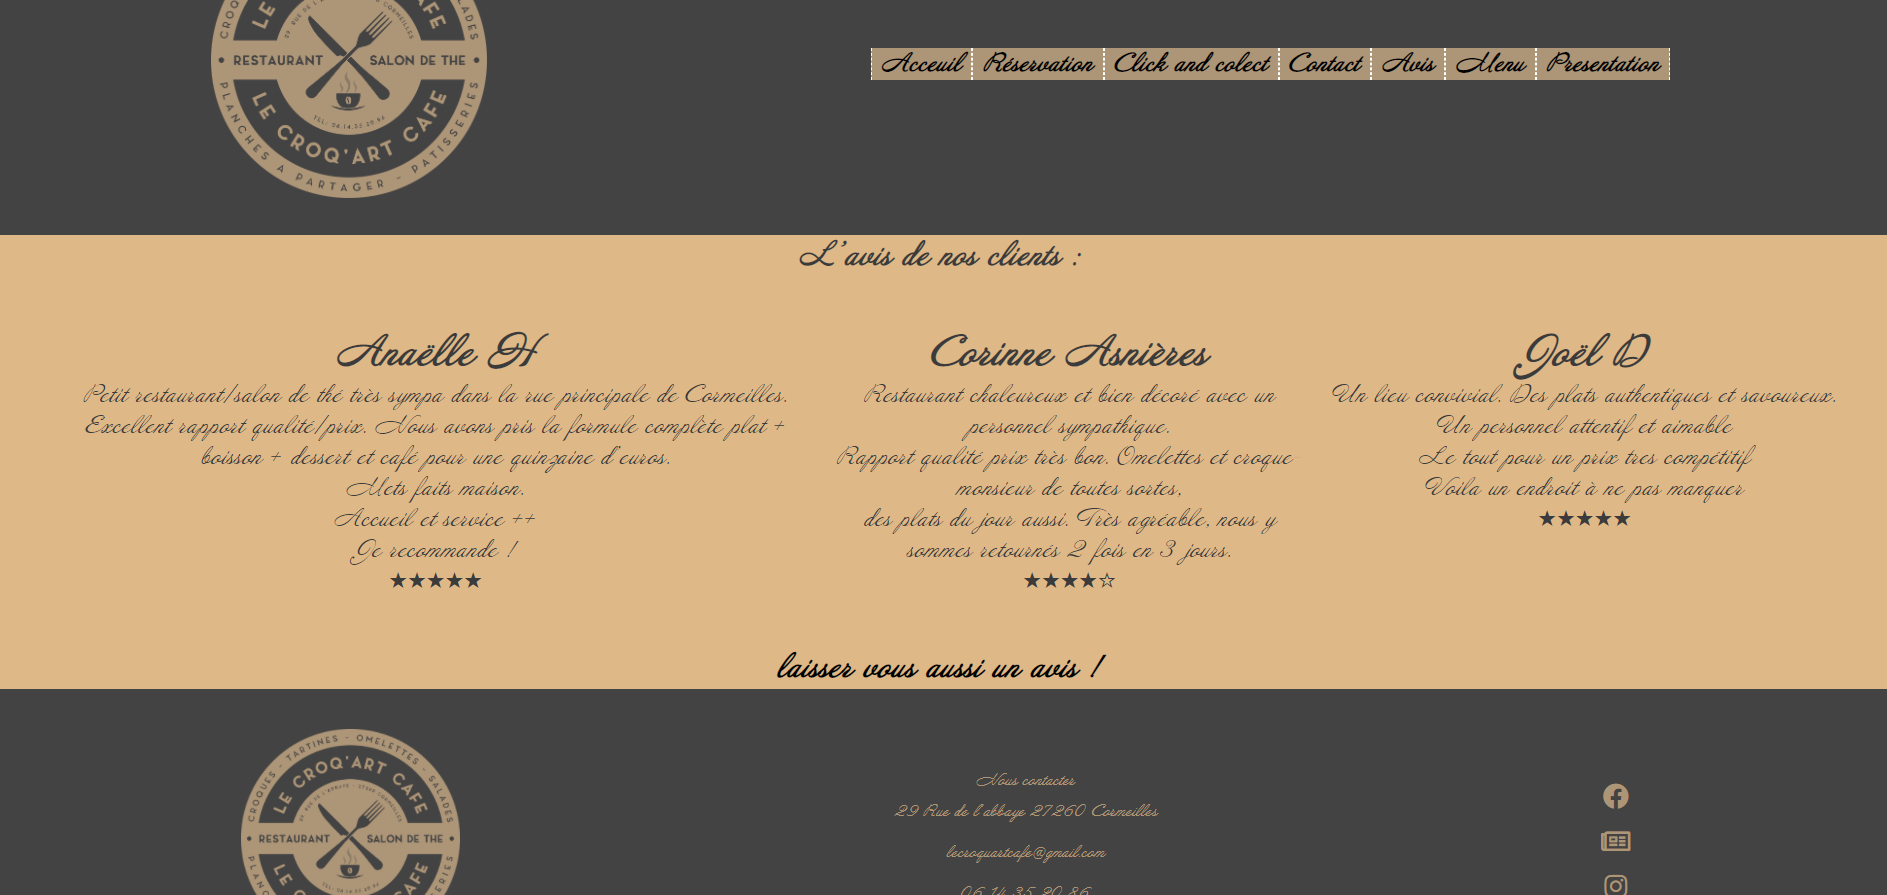 LE CAFE
RESTAURANT SALON DE THE
TEL: 06.14.35.20.86
LE CROQ'ART CAFE
PLANCHES A PARTAGER - PATISSERIES
Acceuil Réservation Click and colect Contact Avis Menu Presentation
L'avis de nos clients :
Anaëlle H
Petit restaurant/salon de thé très sympa dans la rue principale de Cormeilles.
Excellent rapport qualité/prix. Nous avons pris la formule complète plat +
boisson + dessert et café pour une quinzaine d'euros.
Mets faits maison.
Accueil et service ++
Je recommande !
★★★★★
Corinne Asnières
Restaurant chaleureux et bien décoré avec un
personnel sympathique.
Rapport qualité prix très bon. Omelettes et croque
monsieur de toutes sortes,
des plats du jour aussi. Très agréable, nous y
sommes retournés 2 fois en 3 jours.
★★★★☆
Joël D
Un lieu convivial. Des plats authentiques et savoureux.
Un personnel attentif et aimable
Le tout pour un prix tres compétitif
Voila un endroit à ne pas manquer
★★★★★
laisser vous aussi un avis !
CROQUES - TARTINES - OMELETTES - SALADES
LE CROQ'ART CAFE
29 RUE DE L'ABBAYE - 27260 CORMEILLES
RESTAURANT SALON DE THE
Nous contacter
29 Rue de l'abbaye 27260 Cormeilles
lecroquartcafe@gmail.com
06 14 35 20 86